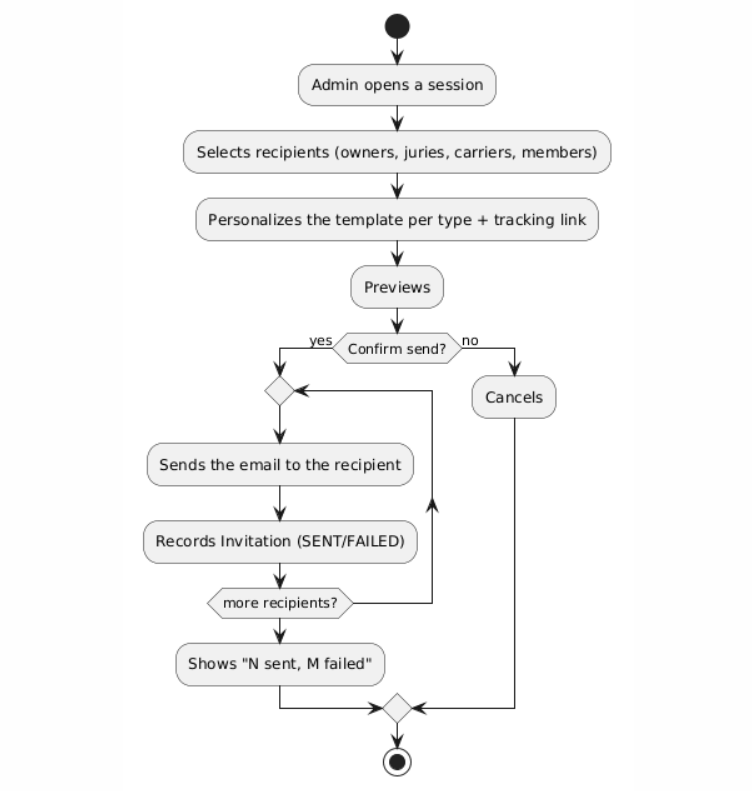 Admin opens a session
Selects recipients (owners, juries, carriers, members)
Personalizes the template per type + tracking link
Previews
yes
Confirm send?
no
Cancels
Sends the email to the recipient
Records Invitation (SENT/FAILED)
more recipients?
Shows "N sent, M failed"